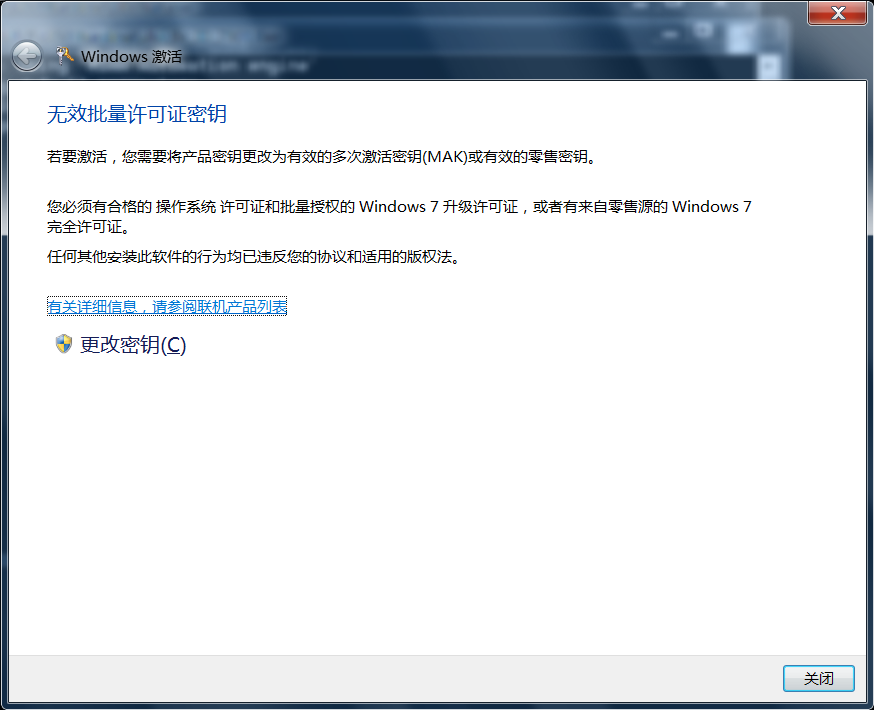 Windows 激活
无效批量许可证密钥
若要激活，您需要将产品密钥更改为有效的多次激活密钥(MAK)或有效的零售密钥。
您必须有合格的 操作系统 许可证和批量授权的 Windows 7 升级许可证，或者有来自零售源的 Windows 7
完全许可证。
任何其他安装此软件的行为均已违反您的协议和适用的版权法。
有关详细信息，请参阅联机产品列表
更改密钥(C)
关闭